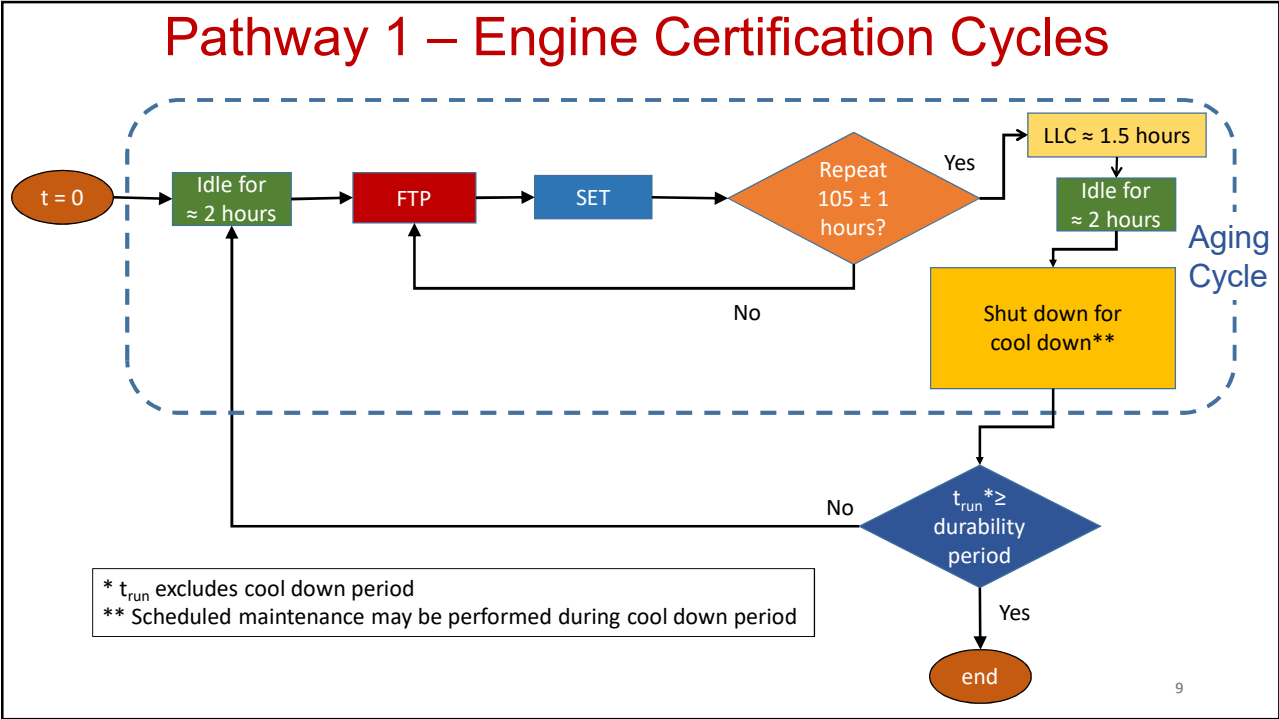 Pathway 1 – Engine Certification Cycles
t = 0
Idle for
≈ 2 hours
FTP
SET
Repeat
105 ± 1
hours?
Yes
No
LLC ≈ 1.5 hours
Idle for
≈ 2 hours
Aging
Cycle
Shut down for
cool down**
t_run*≥
durability
period
No
Yes
end
* t_run excludes cool down period
** Scheduled maintenance may be performed during cool down period
9